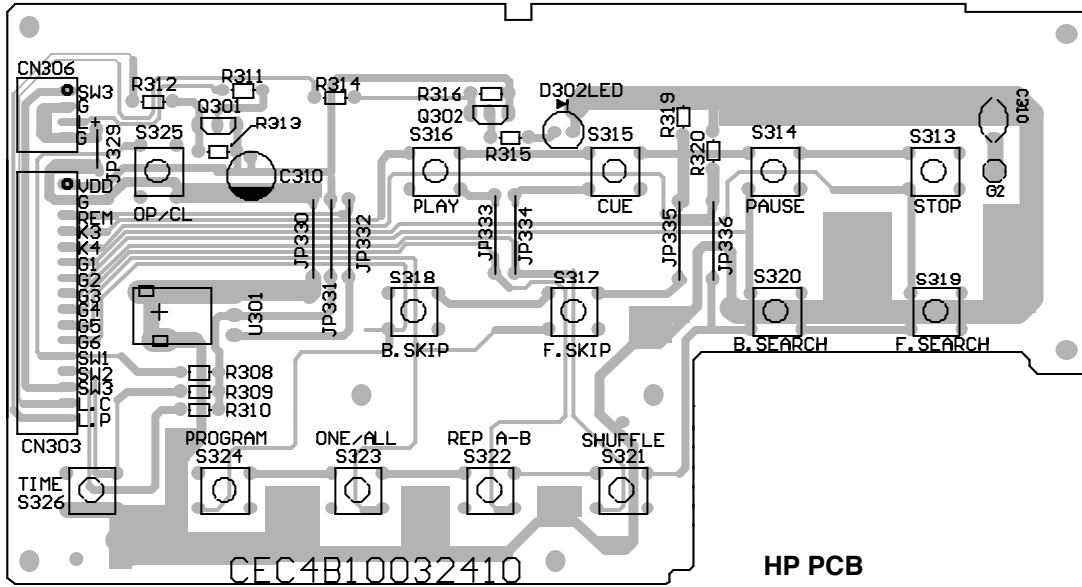 CN306
SW3
G
L+
G
R312
R311
R314
Q301
R313
R316
Q302
R315
D302LED
R319
R320
C310
JP329
S325
C310
S316
S315
S314
S313
G2
OP/CL
PLAY
CUE
PAUSE
STOP
VDD
G
REM
K3
K4
G1
G2
G3
G4
G5
G6
SW1
SW2
SW3
L.C
L.P
CN303
JP330
JP331
JP332
JP333
JP334
JP335
JP336
U301
S318
S317
S320
S319
B.SKIP
F.SKIP
B.SEARCH
F.SEARCH
R308
R309
R310
PROGRAM
ONE/ALL
REP A-B
SHUFFLE
S324
S323
S322
S321
TIME
S326
CEC4B10032410
HP PCB